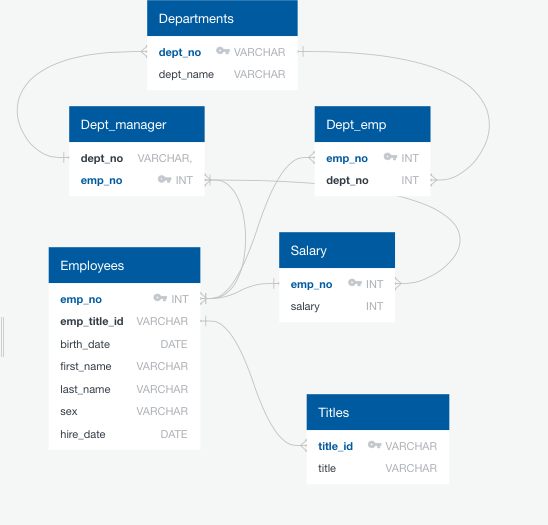 Departments
dept_no VARCHAR
dept_name VARCHAR
Dept_manager
dept_no VARCHAR,
emp_no INT
Dept_emp
emp_no INT
dept_no INT
Salary
emp_no INT
salary INT
Employees
emp_no INT
emp_title_id VARCHAR
birth_date DATE
first_name VARCHAR
last_name VARCHAR
sex VARCHAR
hire_date DATE
Titles
title_id VARCHAR
title VARCHAR